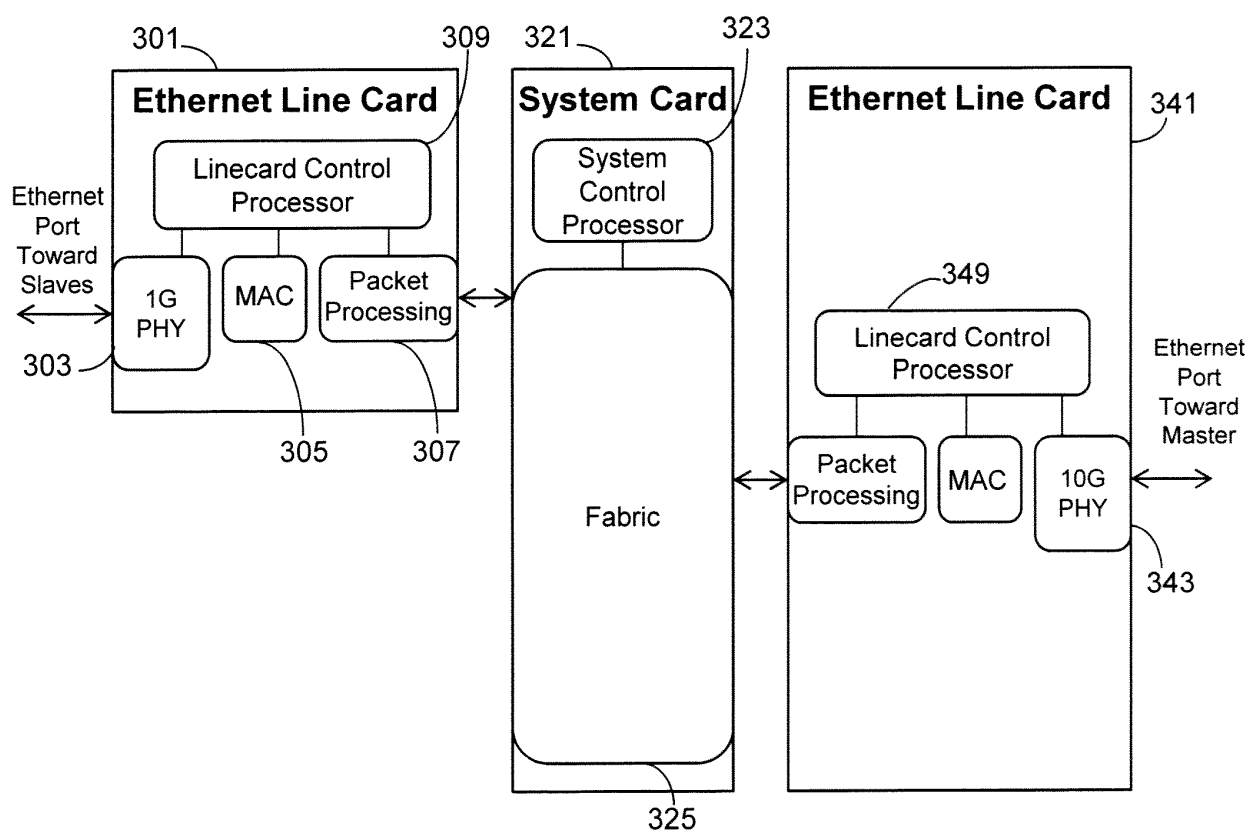 301
309
321
323
Ethernet Line Card
System Card
Ethernet Line Card
341
Linecard Control
Processor
System
Control
Processor
Ethernet
Port
Toward
Slaves
1G
PHY
MAC
Packet
Processing
303
305
307
Fabric
349
Linecard Control
Processor
Ethernet
Port
Toward
Master
Packet
Processing
MAC
10G
PHY
343
325